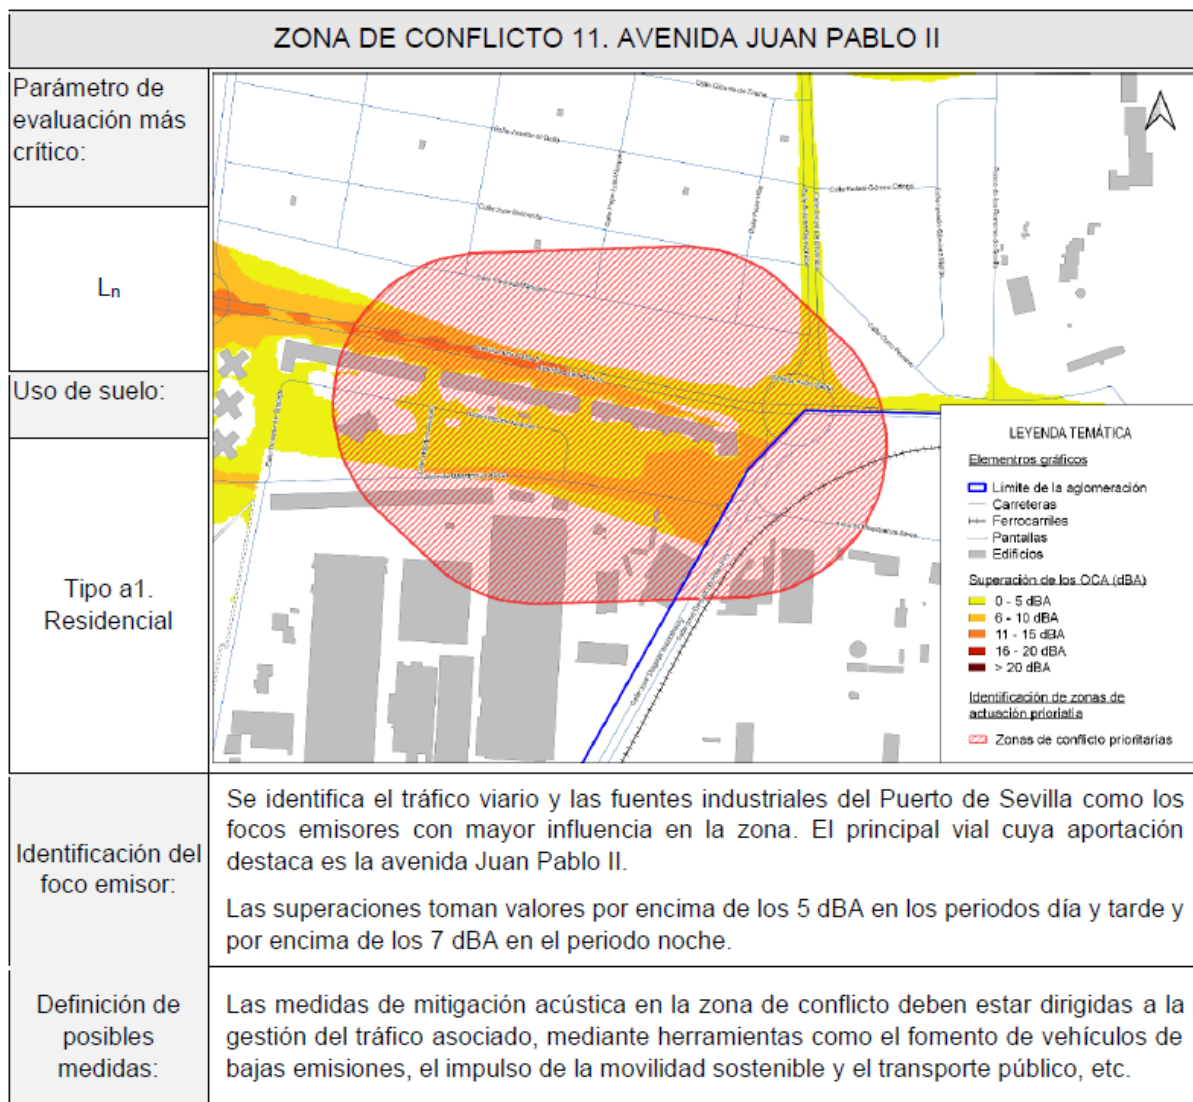 ZONA DE CONFLICTO 11. AVENIDA JUAN PABLO II
Parámetro de
evaluación más
crítico:
Ln
Uso de suelo:
Tipo a1.
Residencial
Calle Rafael Gómez Ortega
Calle Curro Romero
LEYENDA TEMÁTICA
Elementros gráficos
Límite de la aglomeración
Carreteras
Ferrocarriles
Pantallas
Edificios
Superación de los OCA (dBA)
0 - 5 dBA
6 - 10 dBA
11 - 15 dBA
16 - 20 dBA
> 20 dBA
Identificación de zonas de
actuación prioriatia
Zonas de conflicto prioritarias
Identificación del
foco emisor:
Se identifica el tráfico viario y las fuentes industriales del Puerto de Sevilla como los
focos emisores con mayor influencia en la zona. El principal vial cuya aportación
destaca es la avenida Juan Pablo II.
Las superaciones toman valores por encima de los 5 dBA en los periodos día y tarde y
por encima de los 7 dBA en el periodo noche.
Definición de
posibles
medidas:
Las medidas de mitigación acústica en la zona de conflicto deben estar dirigidas a la
gestión del tráfico asociado, mediante herramientas como el fomento de vehículos de
bajas emisiones, el impulso de la movilidad sostenible y el transporte público, etc.